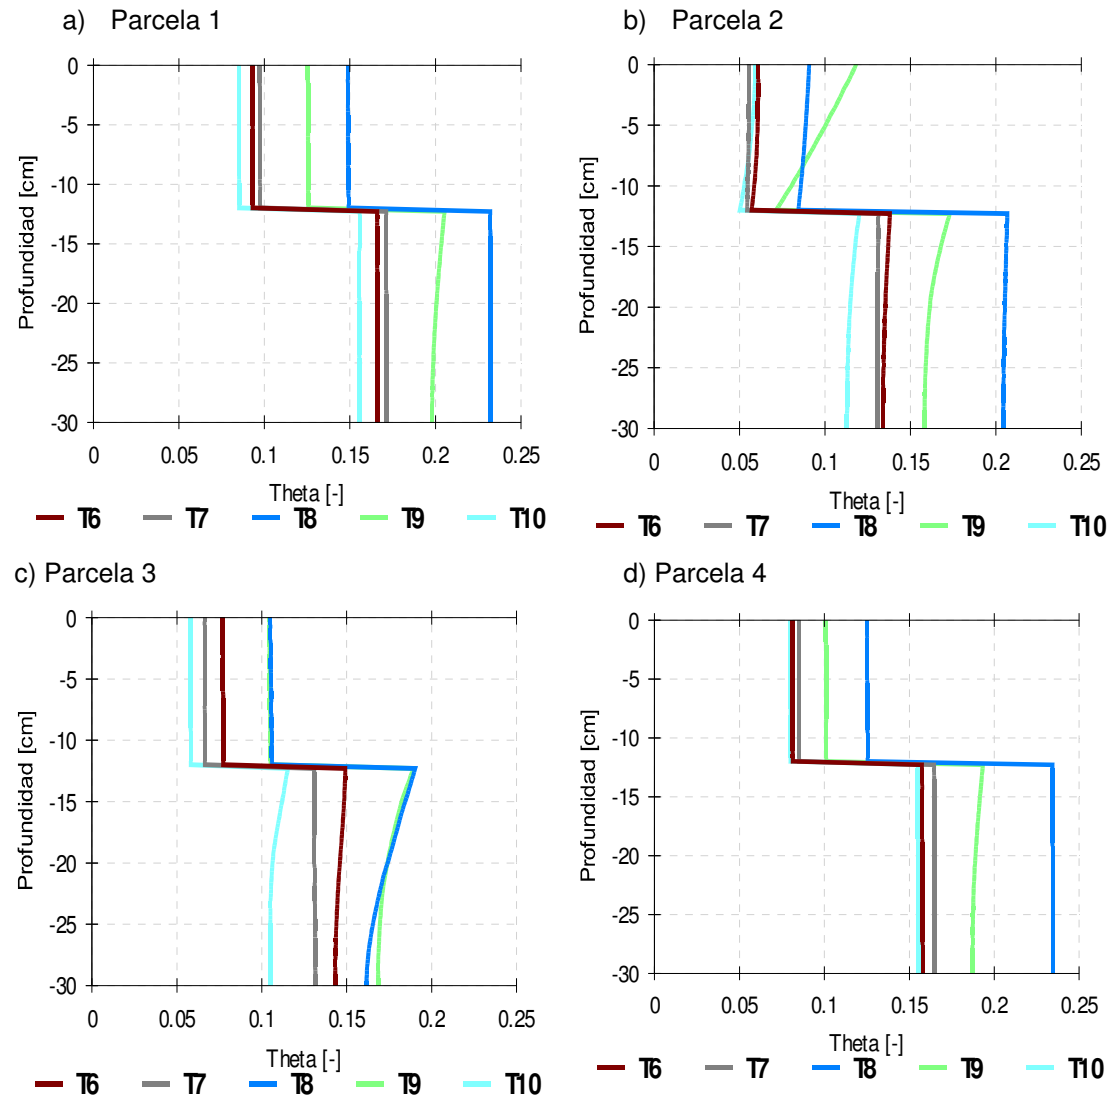 a) Parcela 1
0
-5
-10
-15
-20
-25
-30
Profundidad [cm]
0 0.05 0.1 0.15 0.2 0.25
Theta [-]
T6 T7 T8 T9 T10
b) Parcela 2
0
-5
-10
-15
-20
-25
-30
Profundidad [cm]
0 0.05 0.1 0.15 0.2 0.25
Theta [-]
T6 T7 T8 T9 T10
c) Parcela 3
0
-5
-10
-15
-20
-25
-30
Profundidad [cm]
0 0.05 0.1 0.15 0.2 0.25
Theta [-]
T6 T7 T8 T9 T10
d) Parcela 4
0
-5
-10
-15
-20
-25
-30
Profundidad [cm]
0 0.05 0.1 0.15 0.2 0.25
Theta [-]
T6 T7 T8 T9 T10